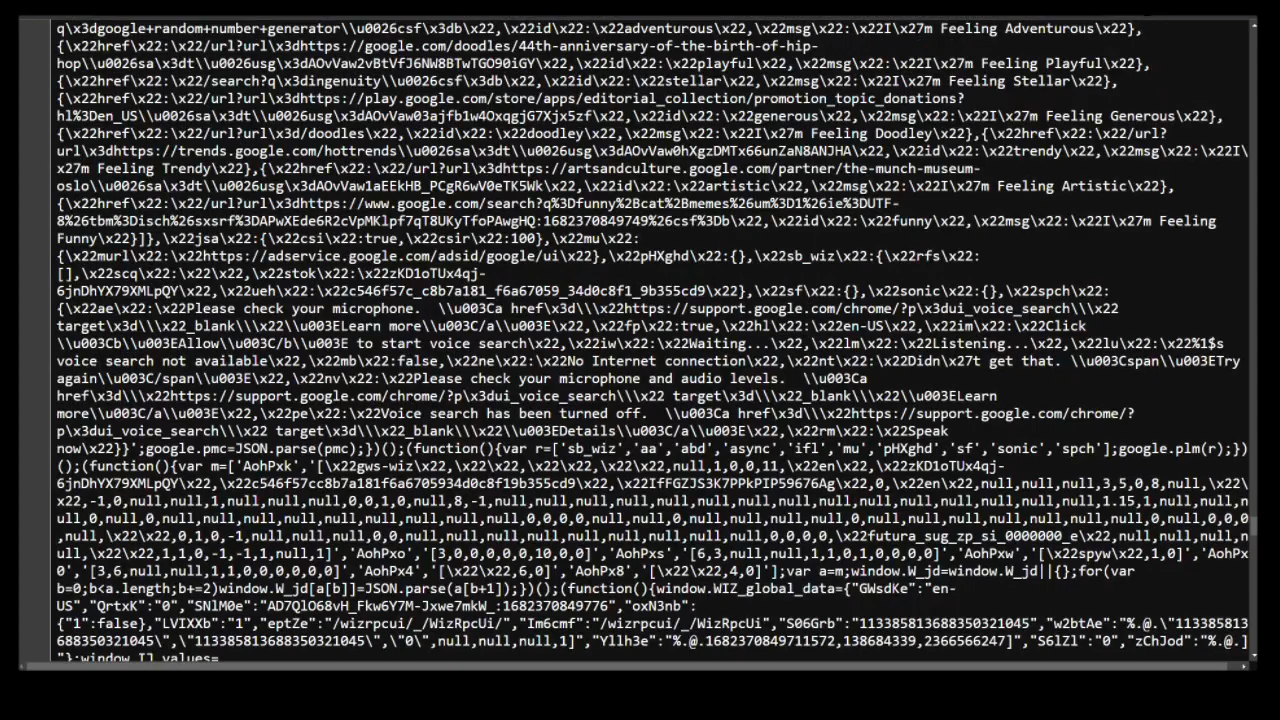 q\x3dgoogle+random+number+generator\\u0026csf\x3db\x22,\x22id\x22:\x22adventurous\x22,\x22msg\x22:\x22I\x27m Feeling Adventurous\x22},
{\x22href\x22:\x22/url?url\x3dhttps://google.com/doodles/44th-anniversary-of-the-birth-of-hip-
hop\\u0026sa\x3dt\\u0026usg\x3dAOvVaw2vBtVfJ6NW8BTwTGO90iGY\x22,\x22id\x22:\x22playful\x22,\x22msg\x22:\x22I\x27m Feeling Playful\x22},
{\x22href\x22:\x22/search?q\x3dingenuity\\u0026csf\x3db\x22,\x22id\x22:\x22stellar\x22,\x22msg\x22:\x22I\x27m Feeling Stellar\x22},
{\x22href\x22:\x22/url?url\x3dhttps://play.google.com/store/apps/editorial_collection/promotion_topic_donations?
hl%3Den_US\\u0026sa\x3dt\\u0026usg\x3dAOvVaw03ajfb1w4OxqgjG7Xjx5zf\x22,\x22id\x22:\x22generous\x22,\x22msg\x22:\x22I\x27m Feeling Generous\x22},
{\x22href\x22:\x22/url?url\x3d/doodles\x22,\x22id\x22:\x22doodley\x22,\x22msg\x22:\x22I\x27m Feeling Doodley\x22},{\x22href\x22:\x22/url?
url\x3dhttps://trends.google.com/hottrends\\u0026sa\x3dt\\u0026usg\x3dAOvVaw0hXgzDMTx66unZaN8ANJHA\x22,\x22id\x22:\x22trendy\x22,\x22msg\x22:\x22I\
x27m Feeling Trendy\x22},{\x22href\x22:\x22/url?url\x3dhttps://artsandculture.google.com/partner/the-munch-museum-
oslo\\u0026sa\x3dt\\u0026usg\x3dAOvVaw1aEEkHB_PCgR6wV0eTK5Wk\x22,\x22id\x22:\x22artistic\x22,\x22msg\x22:\x22I\x27m Feeling Artistic\x22},
{\x22href\x22:\x22/url?url\x3dhttps://www.google.com/search?q%3Dfunny%2Bcat%2Bmemes%26um%3D1%26ie%3DUTF-
8%26tbm%3Disch%26sxsrf%3DAPwXEde6R2cVpMKlpf7qT8UKyTfoPAwgHQ:1682370849749%26csf%3Db\x22,\x22id\x22:\x22funny\x22,\x22msg\x22:\x22I\x27m Feeling
Funny\x22}]},\x22jsa\x22:{\x22csi\x22:true,\x22csir\x22:100},\x22mu\x22:
{\x22murl\x22:\x22https://adservice.google.com/adsid/google/ui\x22},\x22pHXghd\x22:{},\x22sb_wiz\x22:{\x22rfs\x22:
[],\x22scq\x22:\x22\x22,\x22stok\x22:\x22zKD1oTUx4qj-
6jnDhYX79XMLpQY\x22,\x22ueh\x22:\x22c546f57c_c8b7a181_f6a67059_34d0c8f1_9b355cd9\x22},\x22sf\x22:{},\x22sonic\x22:{},\x22spch\x22:
{\x22ae\x22:\x22Please check your microphone.  \\u003Ca href\x3d\\\x22https://support.google.com/chrome/?p\x3dui_voice_search\\\x22
target\x3d\\\x22_blank\\\x22\\u003ELearn more\\u003C/a\\u003E\x22,\x22fp\x22:true,\x22hl\x22:\x22en-US\x22,\x22im\x22:\x22Click
\\u003Cb\\u003EAllow\\u003C/b\\u003E to start voice search\x22,\x22iw\x22:\x22Waiting...\x22,\x22lm\x22:\x22Listening...\x22,\x22lu\x22:\x22%1$s
voice search not available\x22,\x22mb\x22:false,\x22ne\x22:\x22No Internet connection\x22,\x22nt\x22:\x22Didn\x27t get that. \\u003Cspan\\u003ETry
again\\u003C/span\\u003E\x22,\x22nv\x22:\x22Please check your microphone and audio levels.  \\u003Ca
href\x3d\\\x22https://support.google.com/chrome/?p\x3dui_voice_search\\\x22 target\x3d\\\x22_blank\\\x22\\u003ELearn
more\\u003C/a\\u003E\x22,\x22pe\x22:\x22Voice search has been turned off.  \\u003Ca href\x3d\\\x22https://support.google.com/chrome/?
p\x3dui_voice_search\\\x22 target\x3d\\\x22_blank\\\x22\\u003EDetails\\u003C/a\\u003E\x22,\x22rm\x22:\x22Speak
now\x22}}';google.pmc=JSON.parse(pmc);})();(function(){var r=['sb_wiz','aa','abd','async','ifl','mu','pHXghd','sf','sonic','spch'];google.plm(r);})
();(function(){var m=['AohPxk','[\x22gws-wiz\x22,\x22\x22,\x22\x22,null,1,0,0,11,\x22en\x22,\x22zKD1oTUx4qj-
6jnDhYX79XMLpQY\x22,\x22c546f57cc8b7a181f6a6705934d0c8f19b355cd9\x22,\x22IfFGZJS3K7PPkPIP59676Ag\x22,0,\x22en\x22,null,null,null,3,5,0,8,null,\x22\
x22,-1,0,null,null,1,null,null,null,0,0,1,0,null,8,-1,null,null,null,null,null,null,null,null,null,null,null,null,null,null,1.15,1,null,null,n
ull,0,null,0,null,null,null,null,null,null,null,null,null,0,0,0,0,null,null,null,null,null,null,null,null,null,null,null,null,0,null,0,null,0,0,0
,null,\x22\x22,0,1,0,-1,null,null,null,0,null,null,null,null,null,null,null,null,0,0,0,0,\x22futura_sug_zp_si_0000000_e\x22,null,null,null,null,n
ull,\x22\x22,1,1,0,-1,-1,1,null,1]','AohPxo','[3,0,0,0,0,0,10,0,0]','AohPxs','[6,3,null,null,1,1,0,1,0,0,0,0]','AohPxw','[\x22spyw\x22,1,0]','AohPx
0','[3,6,null,null,1,1,0,0,0,0,0,0]','AohPx4','[\x22\x22,6,0]','AohPx8','[\x22\x22,4,0]'];var a=m;window.W_jd=window.W_jd||{};for(var
b=0;b<a.length;b+=2)window.W_jd[a[b]]=JSON.parse(a[b+1]);})();(function(){window.WIZ_global_data={"GWsdKe":"en-
US","QrtxK":"0","SNlM0e":"AD7QlO68vH_Fkw6Y7M-Jxwe7mkW_:1682370849776","oxN3nb":
{"1":false},"LVIXXb":"1","eptZe":"/wizrpcui/_/WizRpcUi/","Im6cmf":"/wizrpcui/_/WizRpcUi","S06Grb":"113385813688350321045","w2btAe":"%.@.\"113385813
688350321045\",\"113385813688350321045\",\"0\",null,null,null,1]","Yllh3e":"%.@.1682370849711572,138684339,2366566247]","S6lZl":"0","zChJod":"%.@.]
"};window.IJ_values=